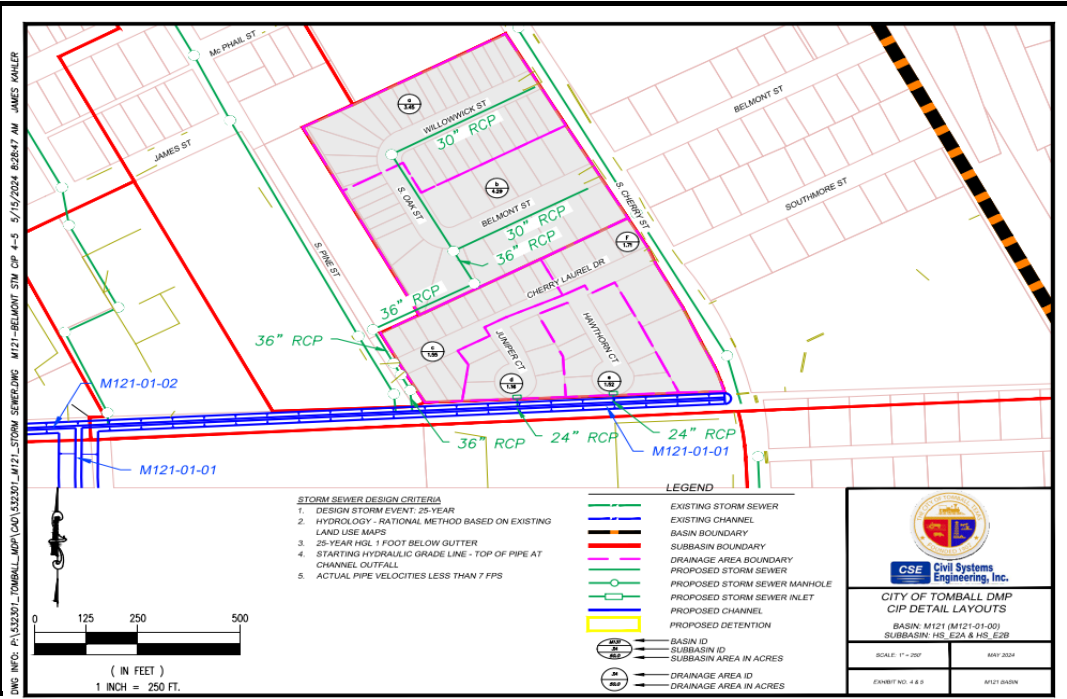 DWG INFO: P:\532301_TOMBALL_MDP\CAD\532301_M121_STORM SEWER.DWG M121-BELMONT STM CIP 4-5 5/15/2024 8:28:47 AM JAMES KAHLER
Mc PHAIL ST
JAMES ST
S. PINE ST
a
3.45
WILLOWWICK ST
30" RCP
S. OAK ST
b
4.29
BELMONT ST
30" RCP
36" RCP
S. CHERRY ST
F
1.71
CHERRY LAUREL DR
BELMONT ST
SOUTHMORE ST
36" RCP
36" RCP
c
1.55
JUNIPER CT
HAWTHORN CT
d
e
1.52
M121-01-02
M121-01-01
36" RCP
24" RCP
24" RCP
M121-01-01
STORM SEWER DESIGN CRITERIA
1. DESIGN STORM EVENT: 25-YEAR
2. HYDROLOGY - RATIONAL METHOD BASED ON EXISTING
LAND USE MAPS
3. 25-YEAR HGL 1 FOOT BELOW GUTTER
4. STARTING HYDRAULIC GRADE LINE - TOP OF PIPE AT
CHANNEL OUTFALL
5. ACTUAL PIPE VELOCITIES LESS THAN 7 FPS
0 125 250 500
( IN FEET )
1 INCH = 250 FT.
LEGEND
EXISTING STORM SEWER
EXISTING CHANNEL
BASIN BOUNDARY
SUBBASIN BOUNDARY
DRAINAGE AREA BOUNDARY
PROPOSED STORM SEWER
PROPOSED STORM SEWER MANHOLE
PROPOSED STORM SEWER INLET
PROPOSED CHANNEL
PROPOSED DETENTION
BASIN ID
SUBBASIN ID
SUBBASIN AREA IN ACRES
DRAINAGE AREA ID
DRAINAGE AREA IN ACRES
CSE Civil Systems
Engineering, Inc.
CITY OF TOMBALL DMP
CIP DETAIL LAYOUTS
BASIN: M121 (M121-01-00)
SUBBASIN: HS_E2A & HS_E2B
SCALE: 1" = 250'
MAY 2024
EXHIBIT NO. 4 & 5
M121 BASIN